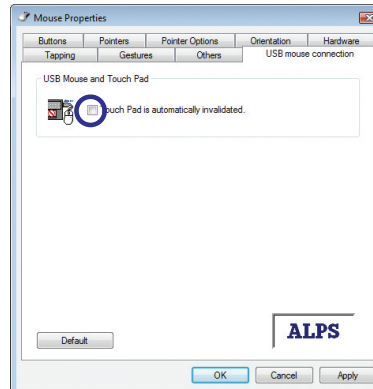 Mouse Properties
Buttons Pointers Pointer Options Orientation Hardware
Tapping Gestures Others USB mouse connection
USB Mouse and Touch Pad
Touch Pad is automatically invalidated.
ALPS
Default
OK Cancel Apply